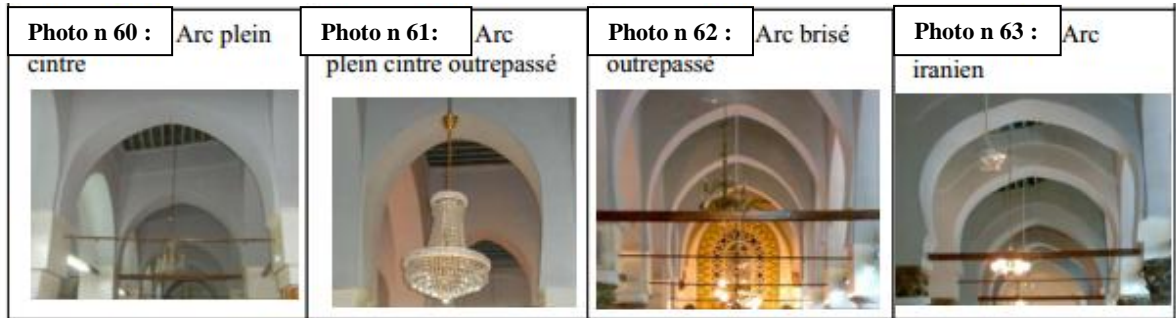 Photo n 60 : Arc plein
cintre
Photo n 61: Arc
plein cintre outrepassé
Photo n 62 : Arc brisé
outrepassé
Photo n 63 : Arc
iranien